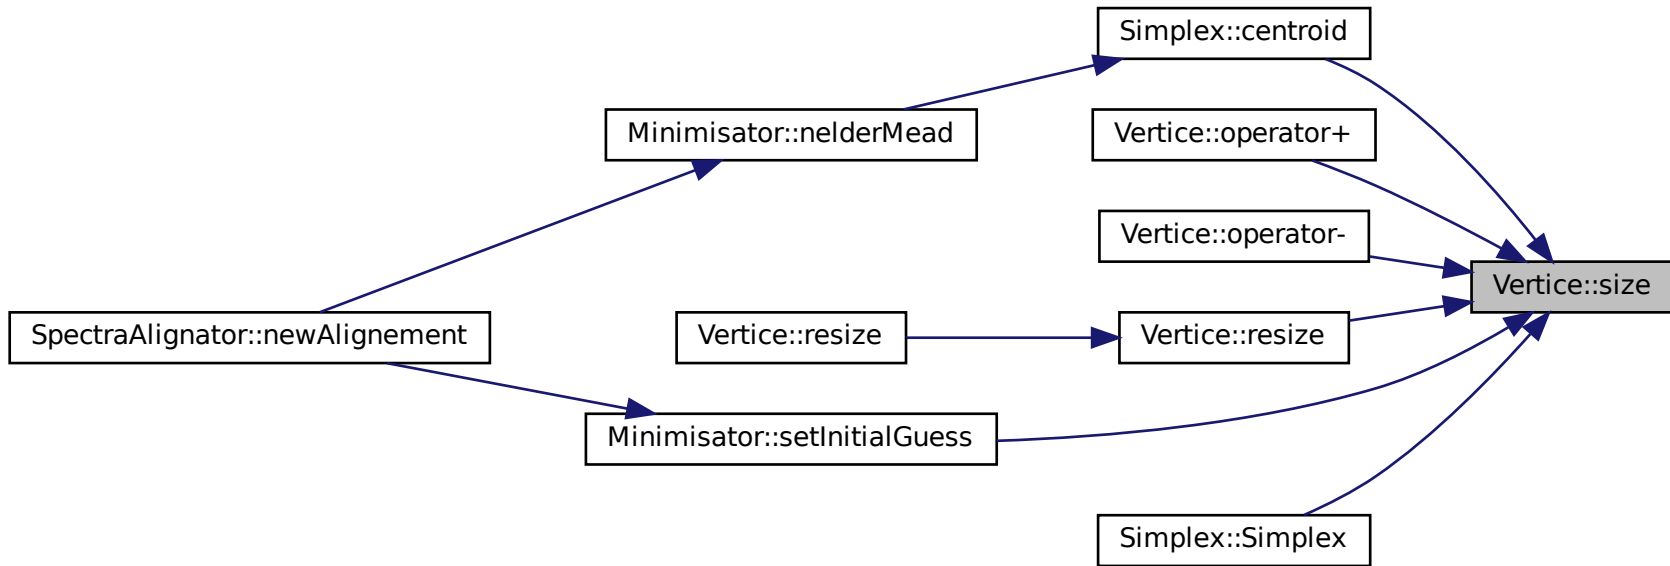 Simplex::centroid
Minimisator::nelderMead
Vertice::operator+
Vertice::operator-
Vertice::size
SpectraAlignator::newAlignement
Vertice::resize
Vertice::resize
Minimisator::setInitialGuess
Simplex::Simplex